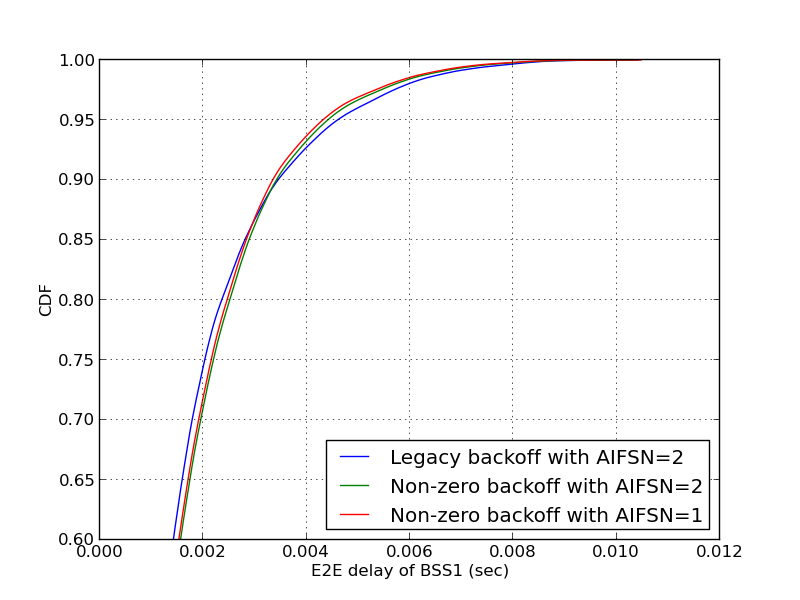 1.00
0.95
0.90
0.85
0.80
0.75
0.70
0.65
0.60
CDF
Legacy backoff with AIFSN=2
Non-zero backoff with AIFSN=2
Non-zero backoff with AIFSN=1
0.000 0.002 0.004 0.006 0.008 0.010 0.012
E2E delay of BSS1 (sec)